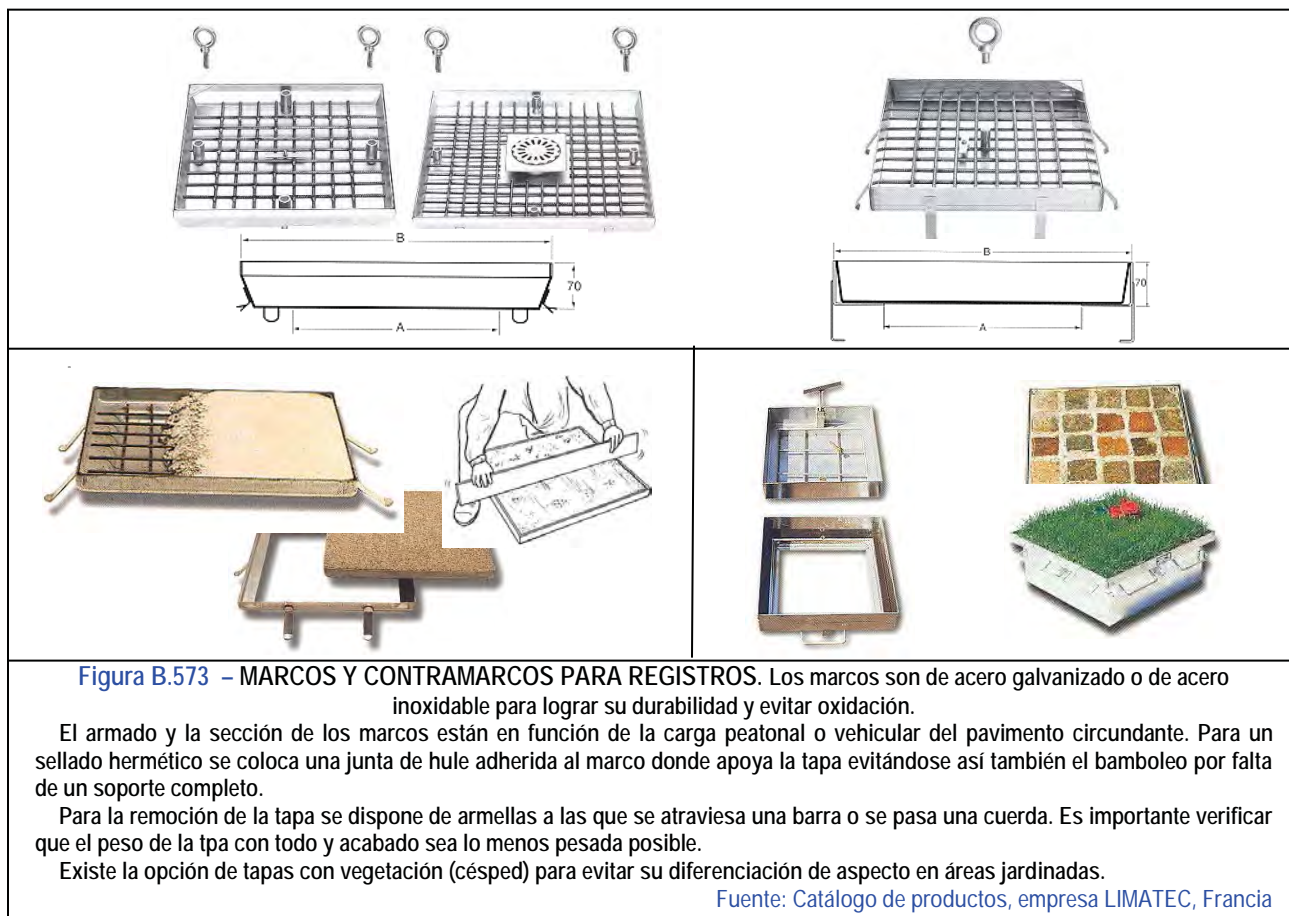 B
70
A
B
70
A
Figura B.573 – MARCOS Y CONTRAMARCOS PARA REGISTROS. Los marcos son de acero galvanizado o de acero
inoxidable para lograr su durabilidad y evitar oxidación.
El armado y la sección de los marcos están en función de la carga peatonal o vehicular del pavimento circundante. Para un
sellado hermético se coloca una junta de hule adherida al marco donde apoya la tapa evitándose así también el bamboleo por falta
de un soporte completo.
Para la remoción de la tapa se dispone de armellas a las que se atraviesa una barra o se pasa una cuerda. Es importante verificar
que el peso de la tpa con todo y acabado sea lo menos pesada posible.
Existe la opción de tapas con vegetación (césped) para evitar su diferenciación de aspecto en áreas jardinadas.
Fuente: Catálogo de productos, empresa LIMATEC, Francia